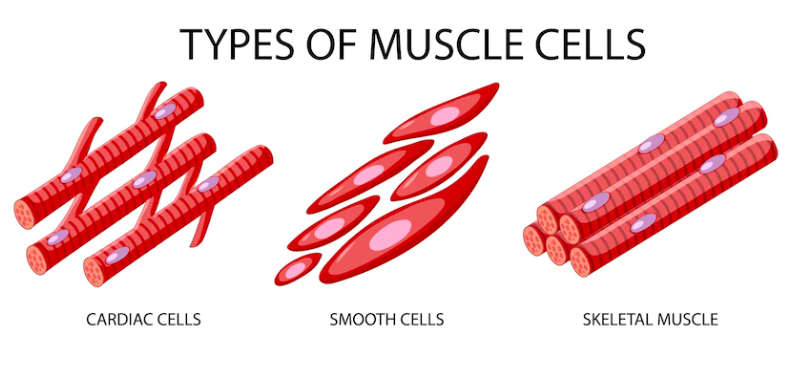 TYPES OF MUSCLE CELLS
CARDIAC CELLS
SMOOTH CELLS
SKELETAL MUSCLE